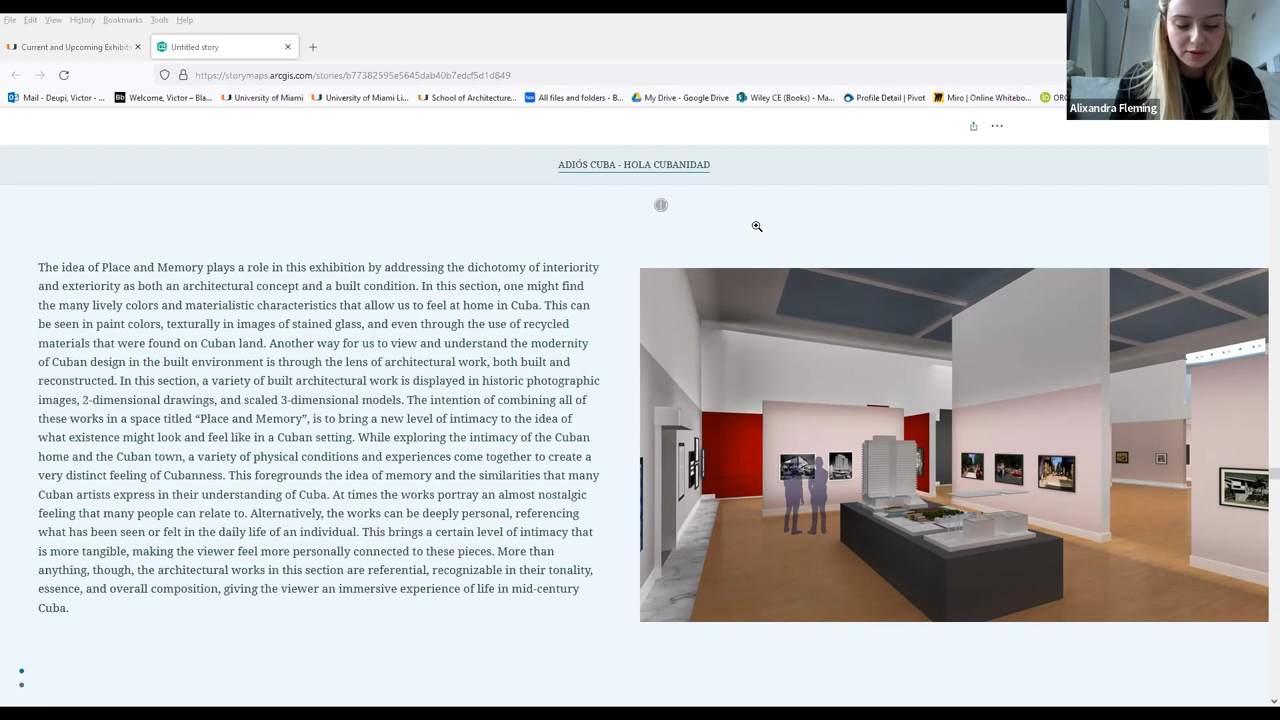 File Edit View History Bookmarks Tools Help
Current and Upcoming Exhibit
Untitled story
https://storymaps.arcgis.com/stories/b77382595e5645dab40b7edcf5d1d849
Mail - Deupi, Victor - ... Welcome, Victor – Bla... University of Miami University of Miami Li... School of Architecture... All files and folders - B... My Drive - Google Drive Wiley CE (Books) - Ma... Profile Detail | Pivot Miro | Online Whitebo...
Alixandra Fleming
ADIÓS CUBA - HOLA CUBANIDAD
The idea of Place and Memory plays a role in this exhibition by addressing the dichotomy of interiority
and exteriority as both an architectural concept and a built condition. In this section, one might find
the many lively colors and materialistic characteristics that allow us to feel at home in Cuba. This can
be seen in paint colors, texturally in images of stained glass, and even through the use of recycled
materials that were found on Cuban land. Another way for us to view and understand the modernity
of Cuban design in the built environment is through the lens of architectural work, both built and
reconstructed. In this section, a variety of built architectural work is displayed in historic photographic
images, 2-dimensional drawings, and scaled 3-dimensional models. The intention of combining all of
these works in a space titled “Place and Memory”, is to bring a new level of intimacy to the idea of
what existence might look and feel like in a Cuban setting. While exploring the intimacy of the Cuban
home and the Cuban town, a variety of physical conditions and experiences come together to create a
very distinct feeling of Cubanness. This foregrounds the idea of memory and the similarities that many
Cuban artists express in their understanding of Cuba. At times the works portray an almost nostalgic
feeling that many people can relate to. Alternatively, the works can be deeply personal, referencing
what has been seen or felt in the daily life of an individual. This brings a certain level of intimacy that
is more tangible, making the viewer feel more personally connected to these pieces. More than
anything, though, the architectural works in this section are referential, recognizable in their tonality,
essence, and overall composition, giving the viewer an immersive experience of life in mid-century
Cuba.